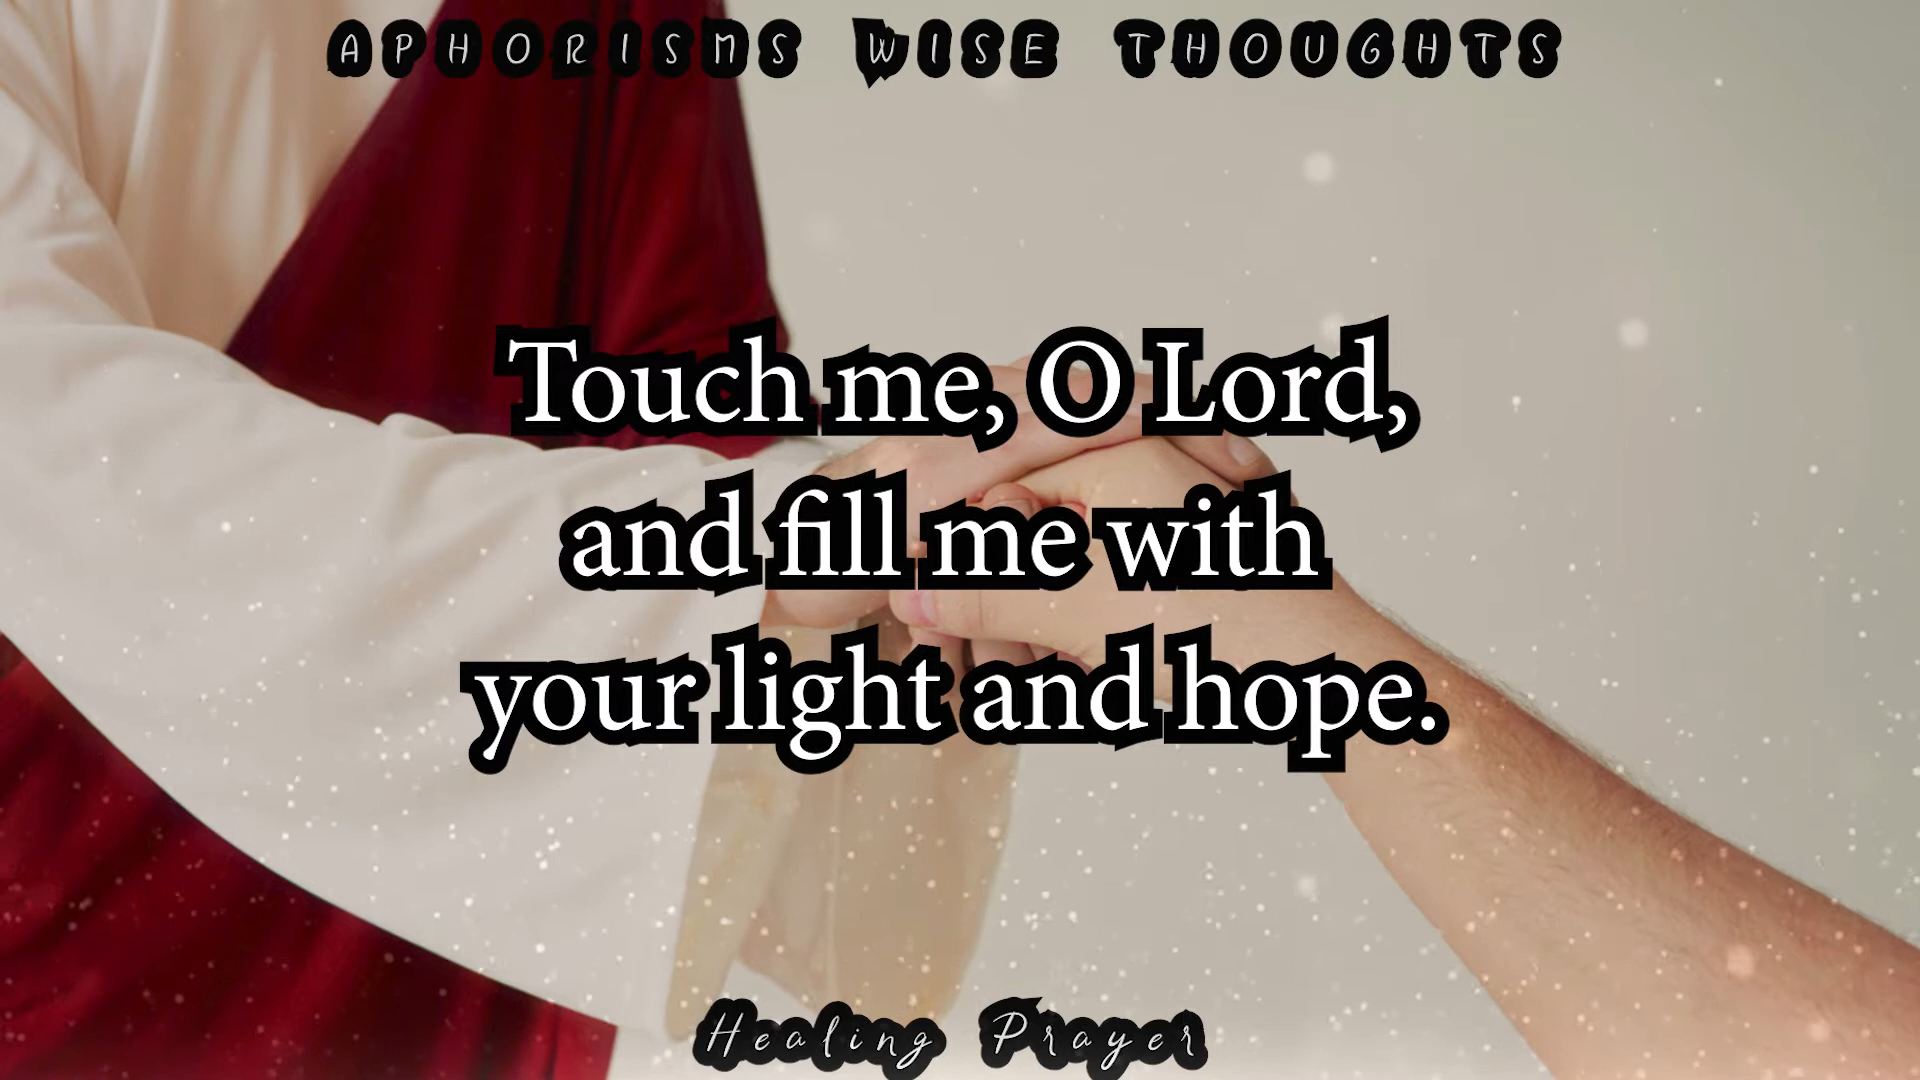 APHORISMS WISE THOUGHTS
Touch me, O Lord,
and fill me with
your light and hope.
Healing Prayer